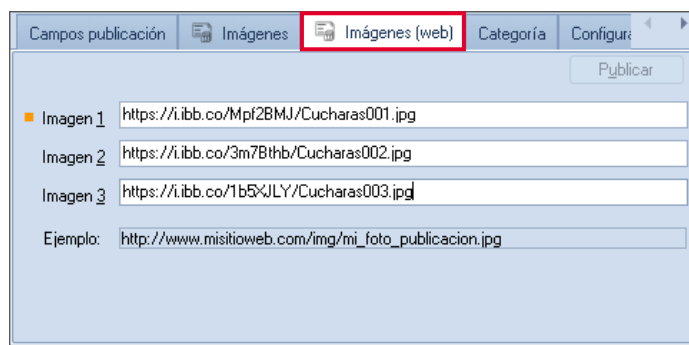 Campos publicación Imágenes Imágenes (web) Categoría
Publicar
Imagen 1 https://i.ibb.co/Mpf2BMJ/Cucharas001.jpg
Imagen 2 https://i.ibb.co/3m7Bthb/Cucharas002.jpg
Imagen 3 https://i.ibb.co/1b5XJLY/Cucharas003.jpg
Ejemplo: http://www.misitioweb.com/img/mi_foto_publicacion.jpg